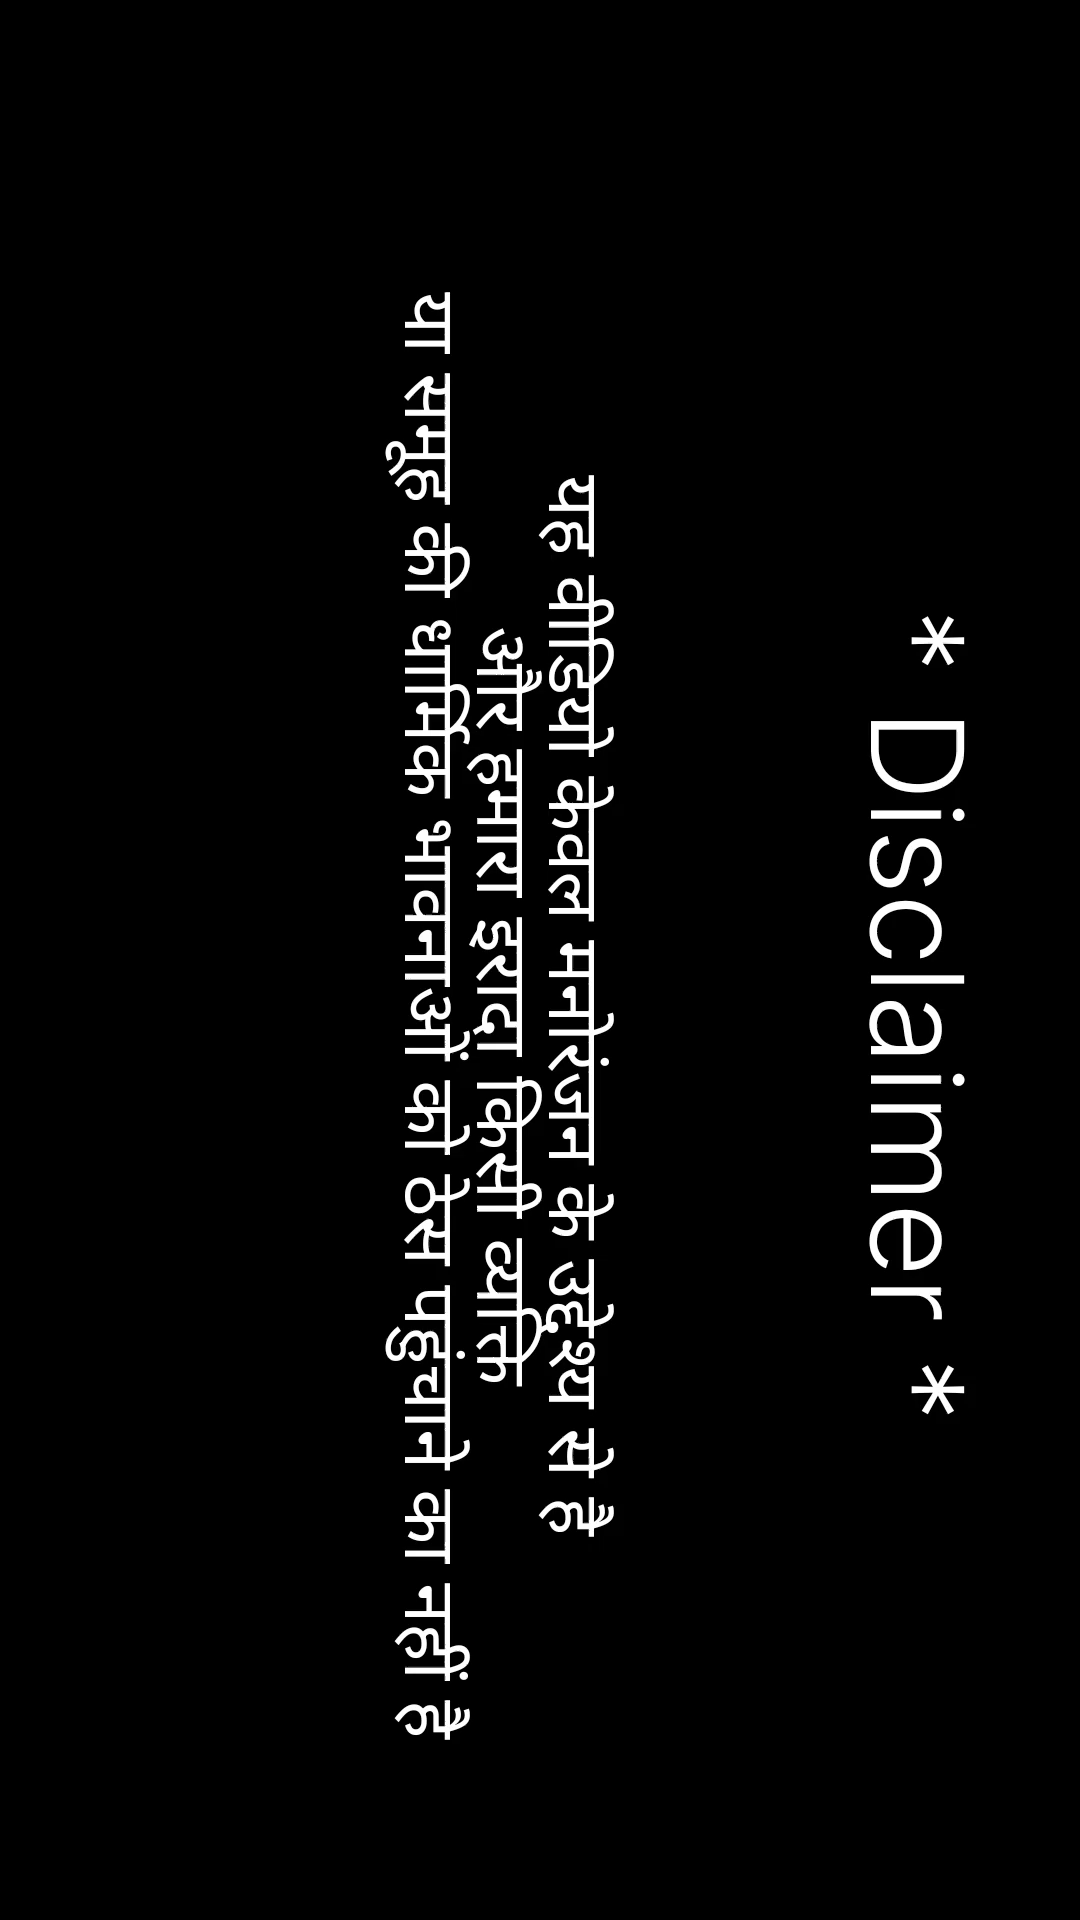 * Disclaimer *
यह वीडियो केवल मनोरंजन के उद्देश्य से है
और हमारा इरादा किसी व्यक्ति
या समूह की धार्मिक भावनाओं को ठेस पहुंचाने का नहीं है